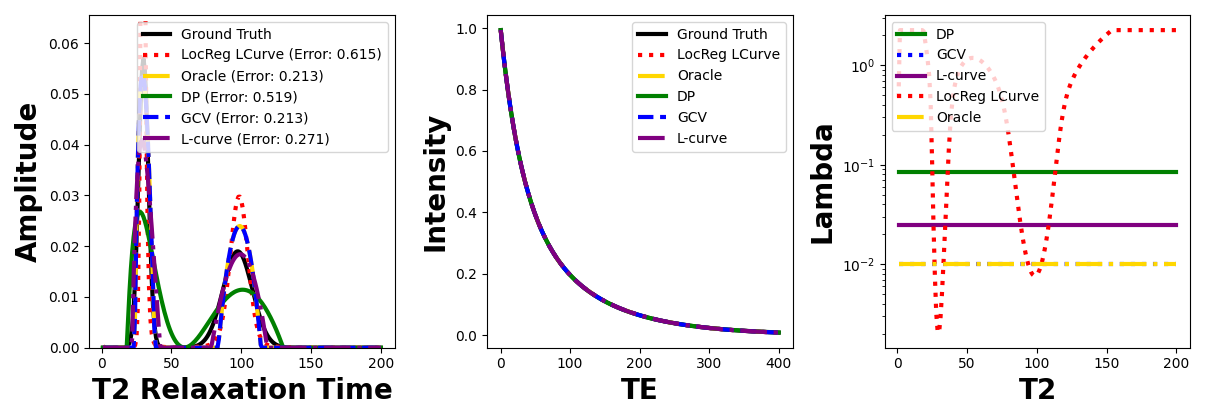 Amplitude
0.06
0.05
0.04
0.03
0.02
0.01
0.00
0 50 100 150 200
T2 Relaxation Time
Ground Truth
LocReg LCurve (Error: 0.615)
Oracle (Error: 0.213)
DP (Error: 0.519)
GCV (Error: 0.213)
L-curve (Error: 0.271)
Intensity
1.0
0.8
0.6
0.4
0.2
0.0
0 100 200 300 400
TE
Ground Truth
LocReg LCurve
Oracle
DP
GCV
L-curve
Lambda
10⁰
10⁻¹
10⁻²
0 50 100 150 200
T2
DP
GCV
L-curve
LocReg LCurve
Oracle